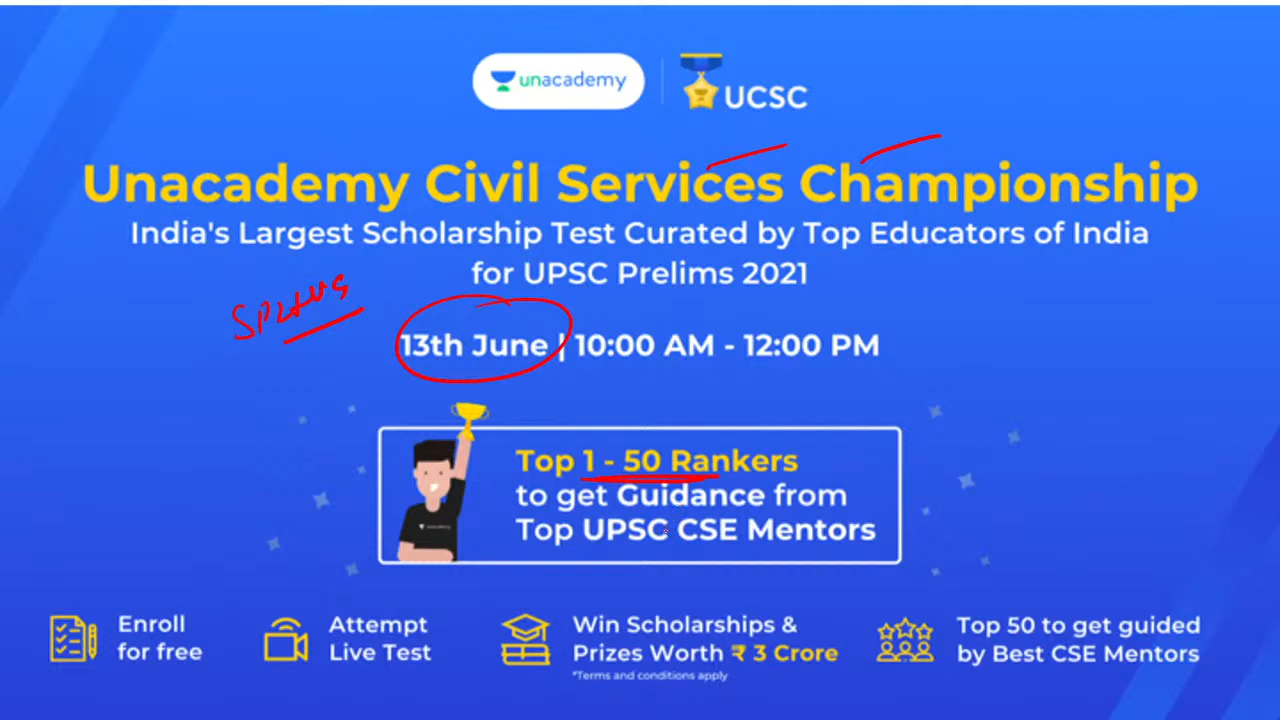 unacademy
UCSC
Unacademy Civil Services Championship
India's Largest Scholarship Test Curated by Top Educators of India
for UPSC Prelims 2021
13th June | 10:00 AM - 12:00 PM
Top 1 - 50 Rankers
to get Guidance from
Top UPSC CSE Mentors
unacademy
Enroll
for free
Attempt
Live Test
Win Scholarships &
Prizes Worth ₹ 3 Crore
*Terms and conditions apply
Top 50 to get guided
by Best CSE Mentors